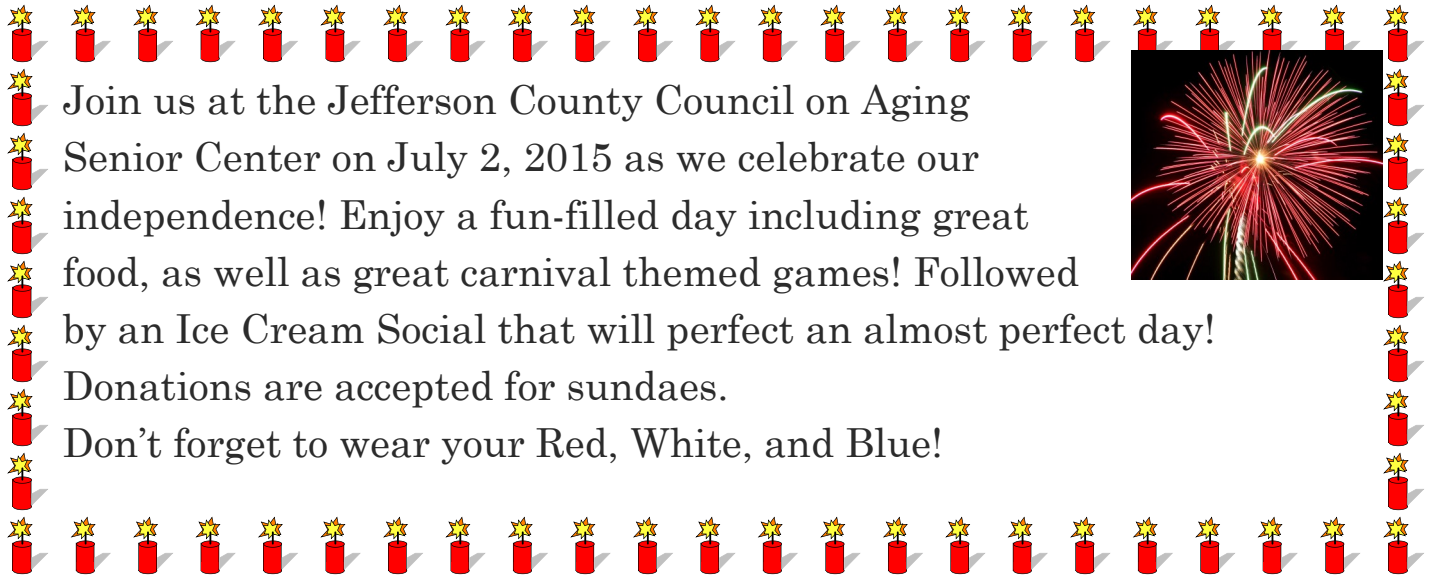 Join us at the Jefferson County Council on Aging
Senior Center on July 2, 2015 as we celebrate our
independence! Enjoy a fun-filled day including great
food, as well as great carnival themed games! Followed
by an Ice Cream Social that will perfect an almost perfect day!
Donations are accepted for sundaes.
Don’t forget to wear your Red, White, and Blue!